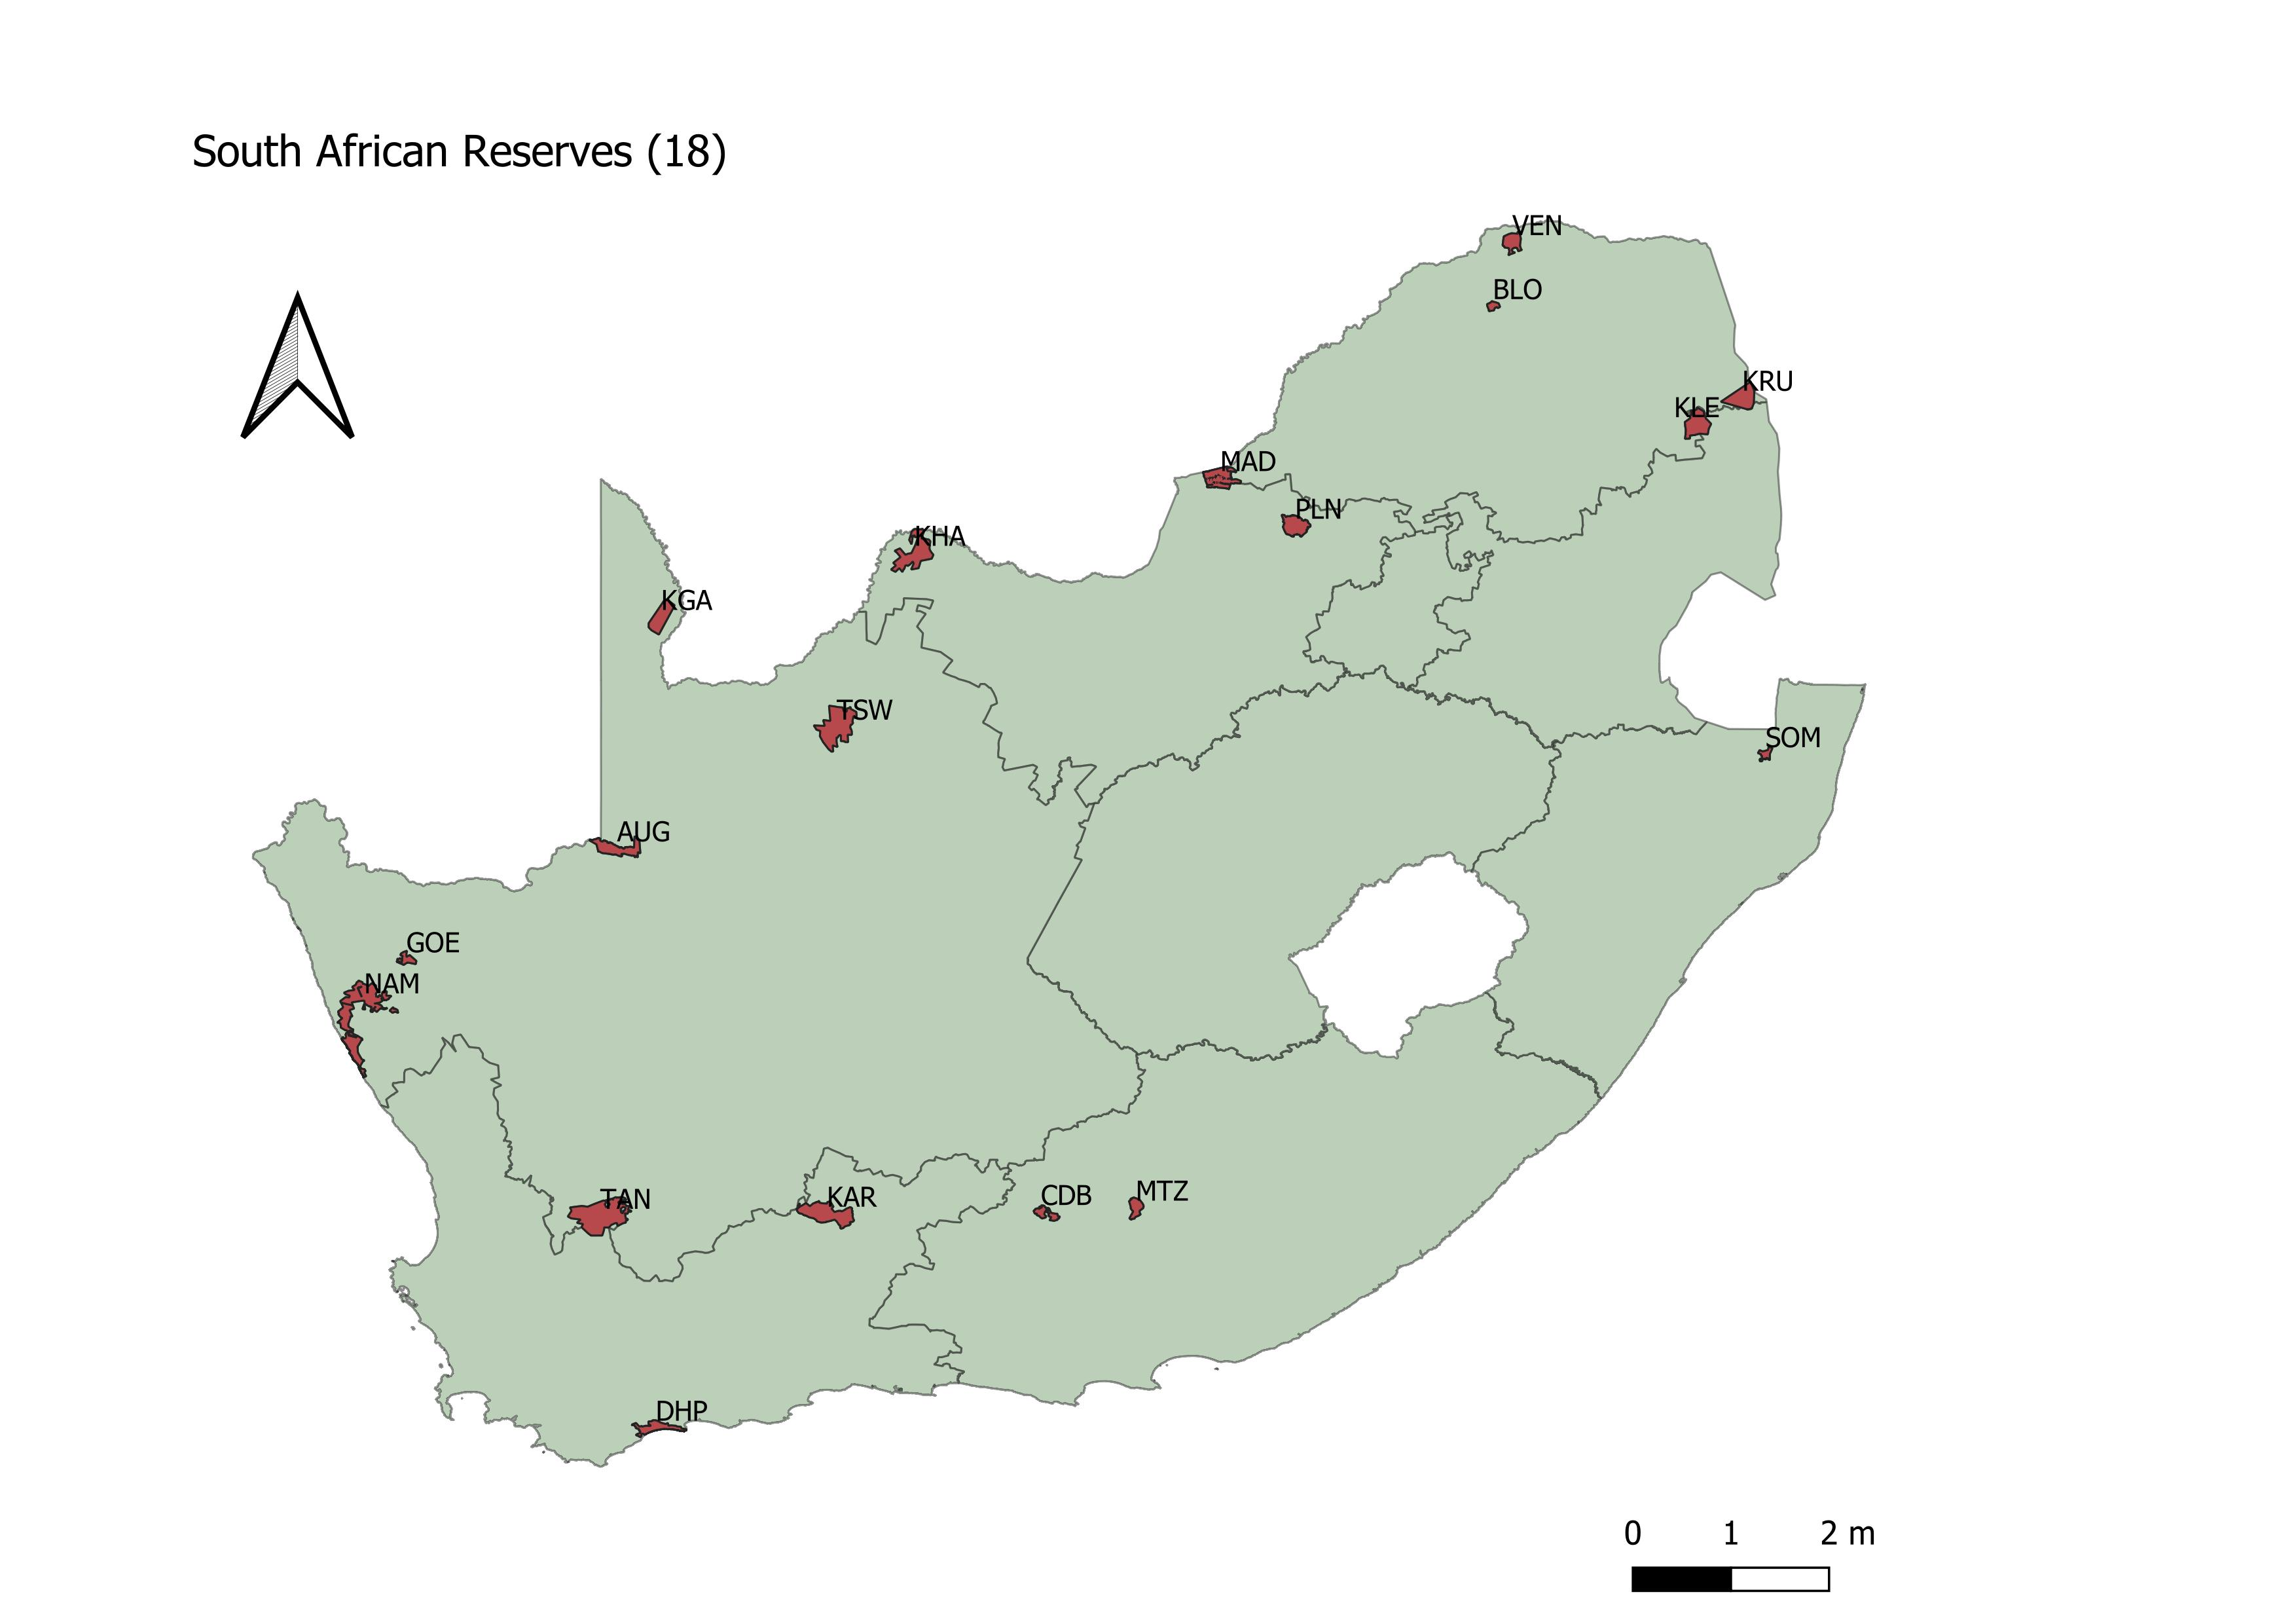 South African Reserves (18)
VEN
BLO
KRU
KLE
MAD
PLN
KHA
KGA
TSW
SOM
AUG
GOE
NAM
TAN
KAR
CDB
MTZ
DHP
0 1 2 m